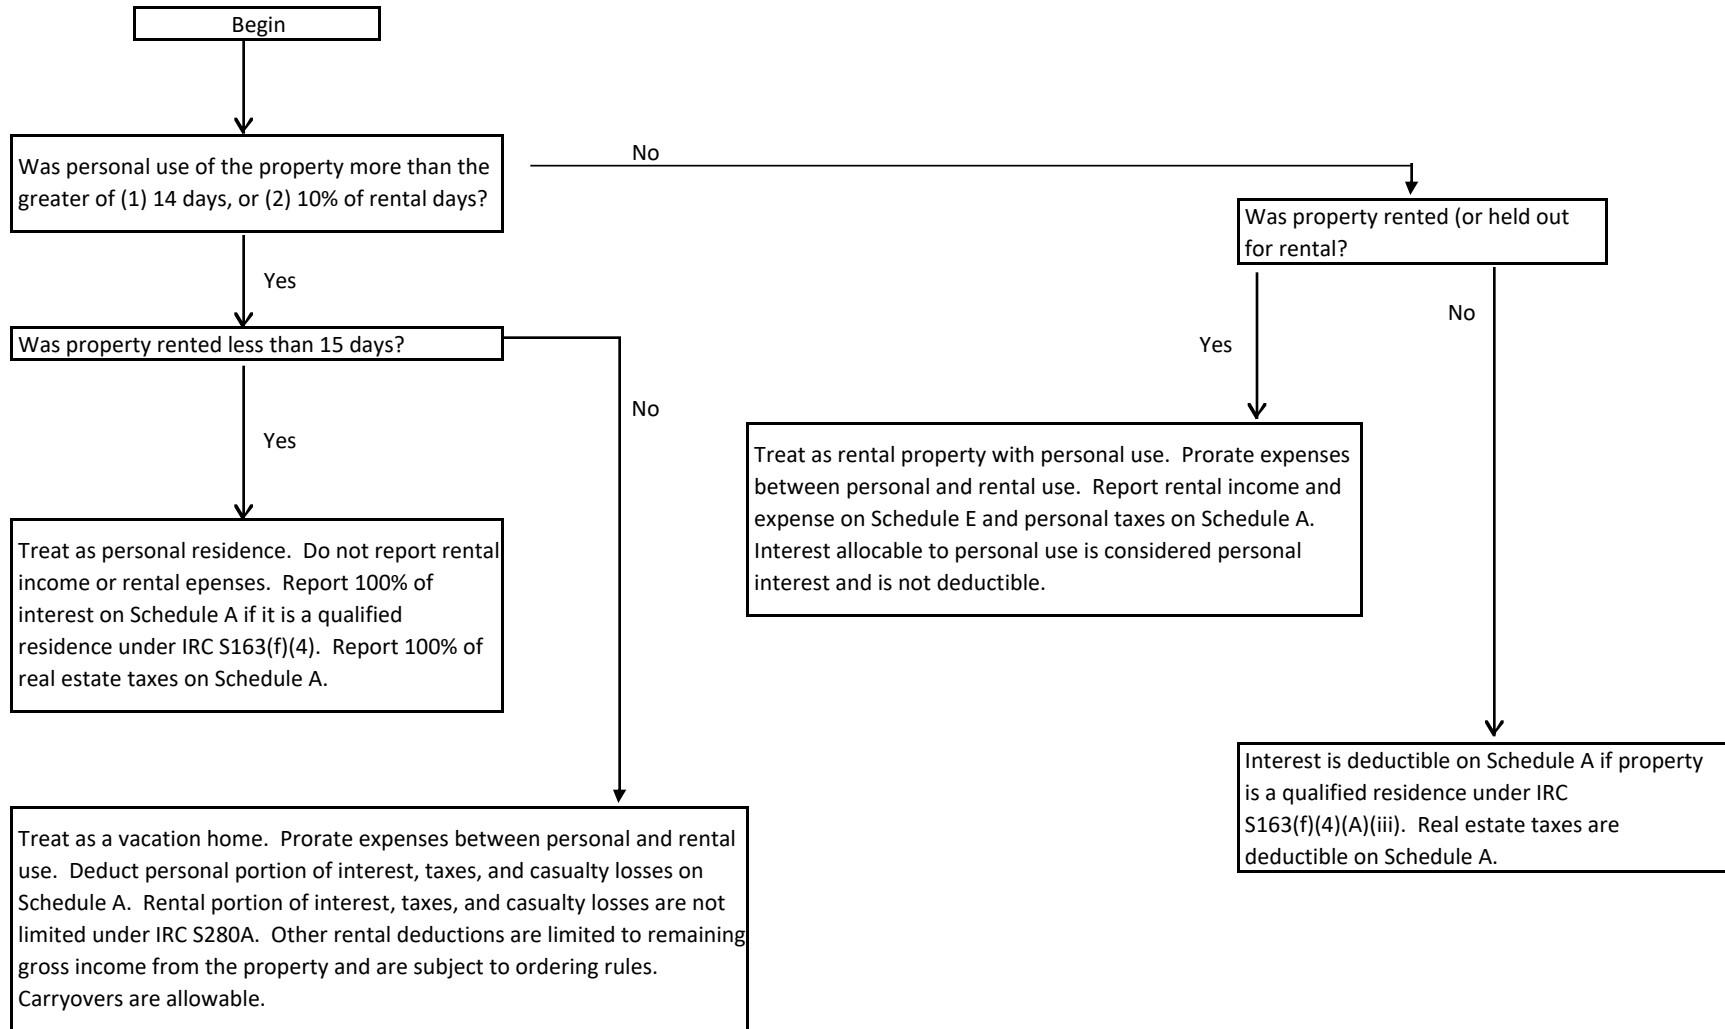 Begin
Was personal use of the property more than the
greater of (1) 14 days, or (2) 10% of rental days?
No
Was property rented (or held out
for rental?
Yes
No
Yes
Was property rented less than 15 days?
No
Yes
Treat as rental property with personal use.  Prorate expenses
between personal and rental use.  Report rental income and
expense on Schedule E and personal taxes on Schedule A.
Interest allocable to personal use is considered personal
interest and is not deductible.
Treat as personal residence.  Do not report rental
income or rental epenses.  Report 100% of
interest on Schedule A if it is a qualified
residence under IRC S163(f)(4).  Report 100% of
real estate taxes on Schedule A.
Interest is deductible on Schedule A if property
is a qualified residence under IRC
S163(f)(4)(A)(iii).  Real estate taxes are
deductible on Schedule A.
Treat as a vacation home.  Prorate expenses between personal and rental
use.  Deduct personal portion of interest, taxes, and casualty losses on
Schedule A.  Rental portion of interest, taxes, and casualty losses are not
limited under IRC S280A.  Other rental deductions are limited to remaining
gross income from the property and are subject to ordering rules.
Carryovers are allowable.